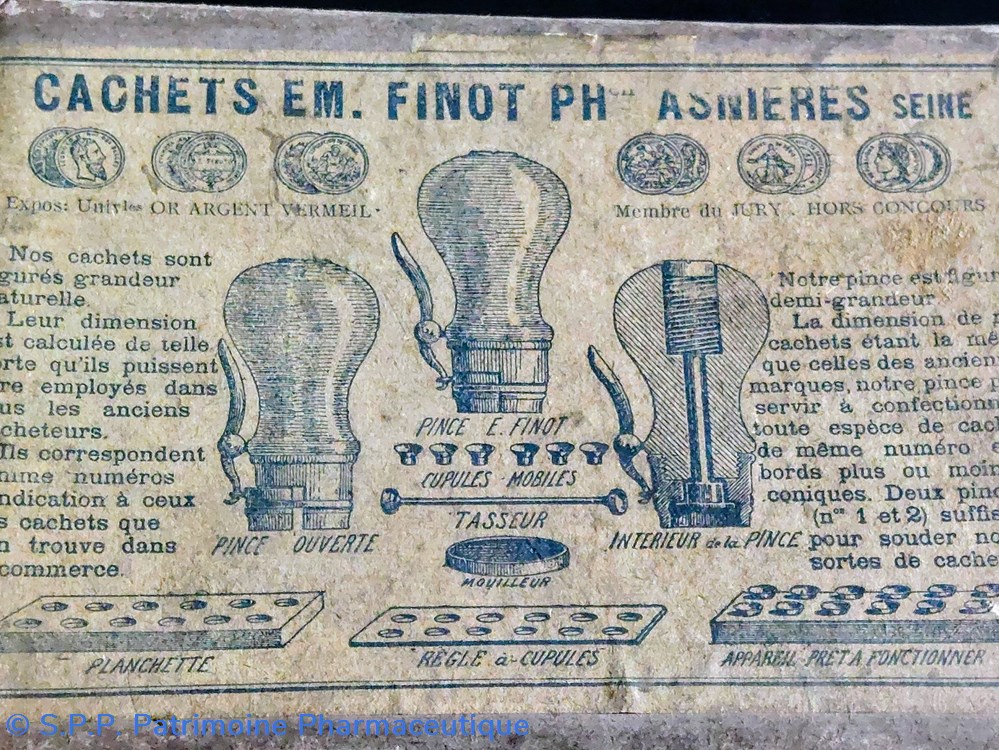 CACHETS EM. FINOT PHcn ASNIERES SEINE
Expos: Univles OR ARGENT VERMEIL.
Membre du JURY. HORS CONCOURS
Nos cachets sont
gurés grandeur
aturelle.
Leur dimension
st calculée de telle
orte qu'ils puissent
re employés dans
us les anciens
cheteurs.
Ils correspondent
mme numéros
ndication à ceux
s cachets que
n trouve dans
commerce.
PINCE OUVERTE
PINCE E. FINOT
CUPULES-MOBILES
TASSEUR
MOUILLEUR
INTERIEUR de la PINCE
Notre pince est figur
demi-grandeur.
La dimension de
cachets étant la mê
que celles des ancien
marques, notre pince p
servir à confectionn
toute espèce de cach
de même numéro
bords plus ou moin
coniques. Deux pinc
(nos 1 et 2) suffis
pour souder no
sortes de cache
PLANCHETTE
RÈGLE à-CUPULES
APPAREIL PRET A FONCTIONNER
© S.P.P. Patrimoine Pharmaceutique